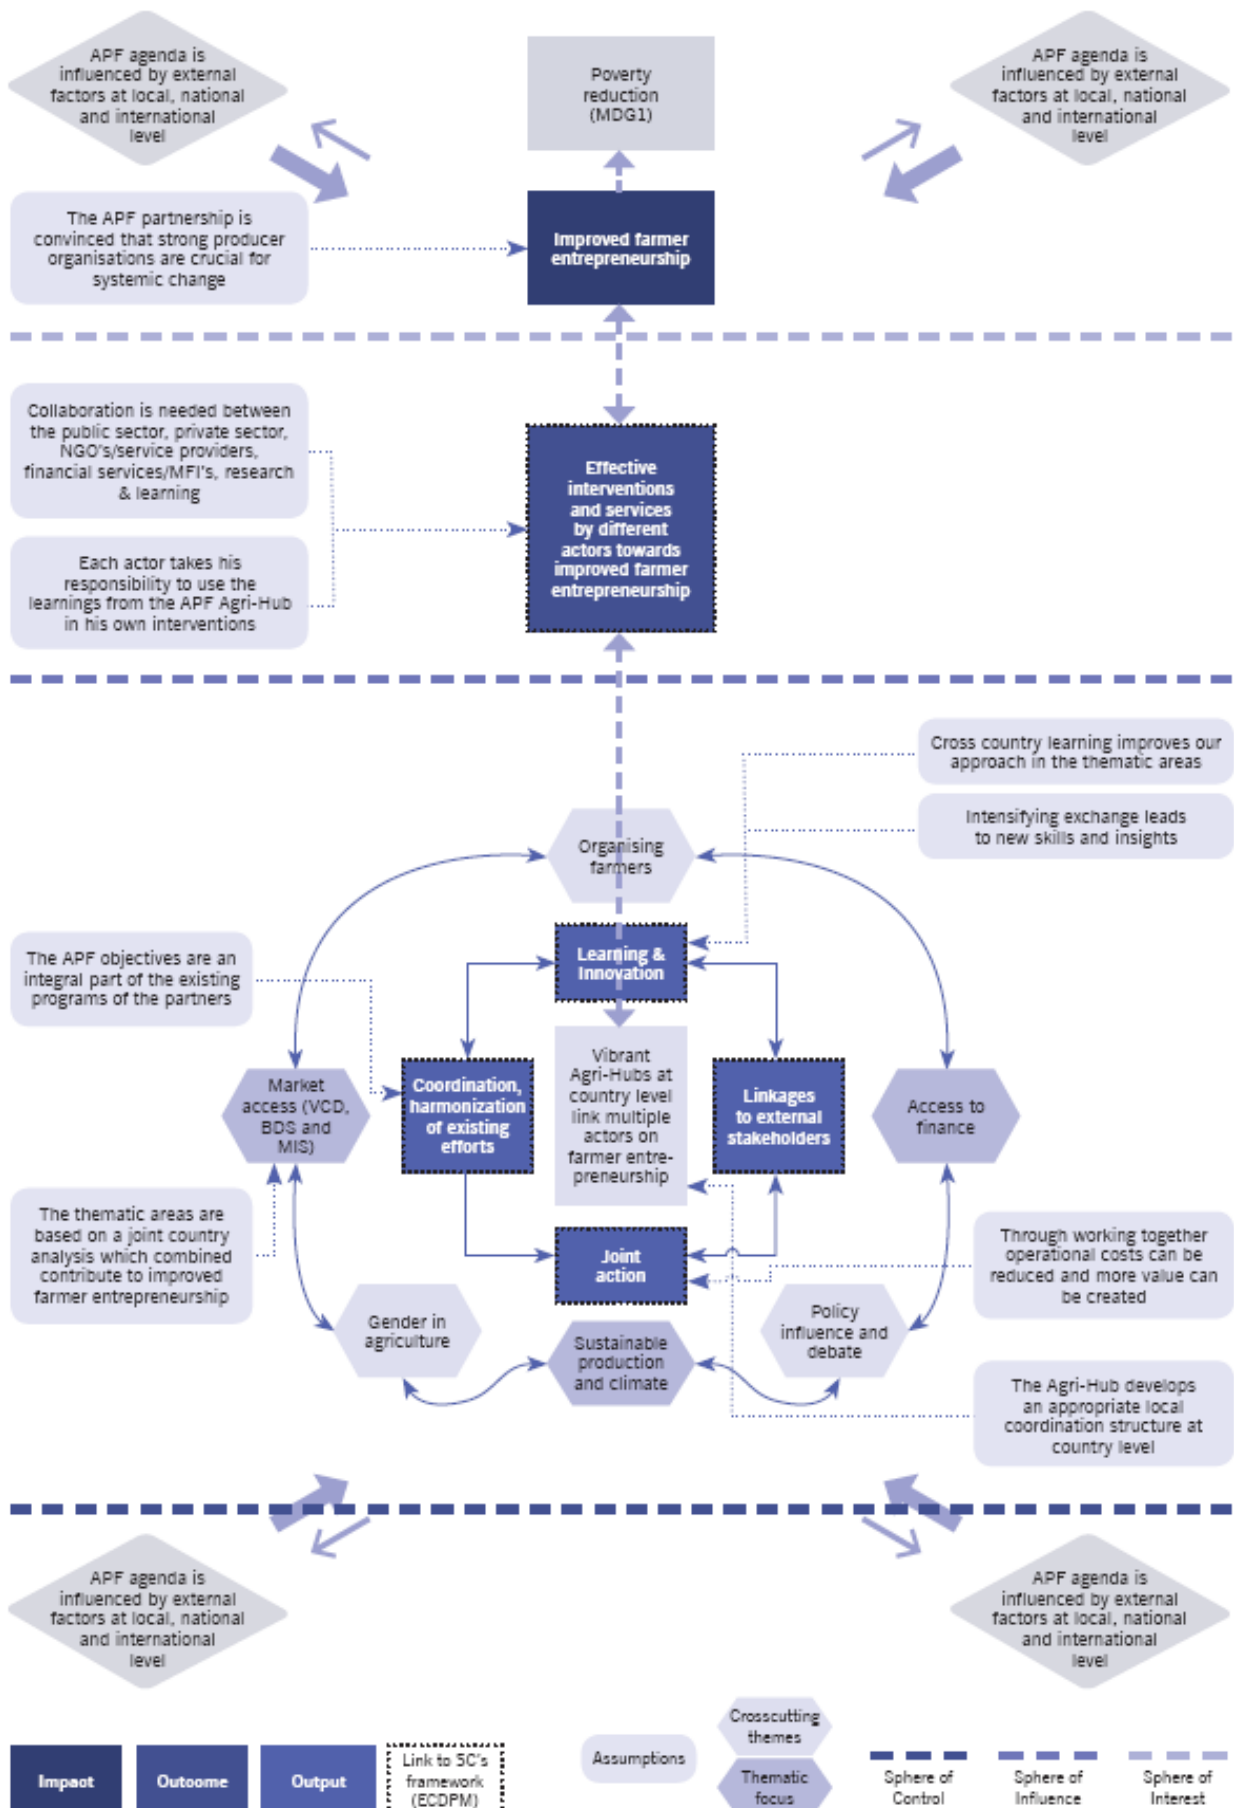 APF agenda is
influenced by external
factors at local, national
and international
level
Poverty
reduction
(MDG1)
APF agenda is
influenced by external
factors at local, national
and international
level
The APF partnership is
convinced that strong producer
organisations are crucial for
systemic change
Improved farmer
entrepreneurship
Collaboration is needed between
the public sector, private sector,
NGO's/service providers,
financial services/MFI's, research
& learning
Each actor takes his
responsibility to use the
learnings from the APF Agri-Hub
in his own interventions
Effective
interventions
and services
by different
actors towards
improved farmer
entrepreneurship
Cross country learning improves our
approach in the thematic areas
Intensifying exchange leads
to new skills and insights
Organising
farmers
Learning &
Innovation
The APF objectives are an
integral part of the existing
programs of the partners
Market
access (VCD,
BDS and
MIS)
Coordination,
harmonization
of existing
efforts
Vibrant
Agri-Hubs at
country level
link multiple
actors on
farmer entre-
preneurship
Linkages
to external
stakeholders
Access to
finance
The thematic areas are
based on a joint country
analysis which combined
contribute to improved
farmer entrepreneurship
Joint
action
Through working together
operational costs can be
reduced and more value can
be created
Gender in
agriculture
Sustainable
production
and climate
Policy
influence and
debate
The Agri-Hub develops
an appropriate local
coordination structure at
country level
APF agenda is
influenced by external
factors at local, national
and international
level
APF agenda is
influenced by external
factors at local, national
and international
level
Impact
Outcome
Output
Link to 5C's
framework
(ECDPM)
Assumptions
Crosscutting
themes
Thematic
focus
Sphere of
Control
Sphere of
Influence
Sphere of
Interest